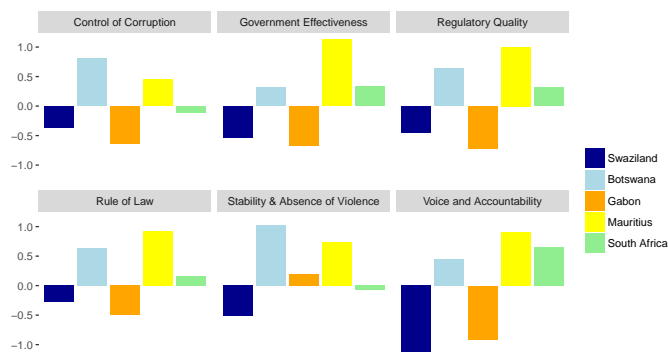 Control of Corruption
Government Effectiveness
Regulatory Quality
1.0
0.5
0.0
−0.5
−1.0
Rule of Law
Stability & Absence of Violence
Voice and Accountability
1.0
0.5
0.0
−0.5
−1.0
Swaziland
Botswana
Gabon
Mauritius
South Africa